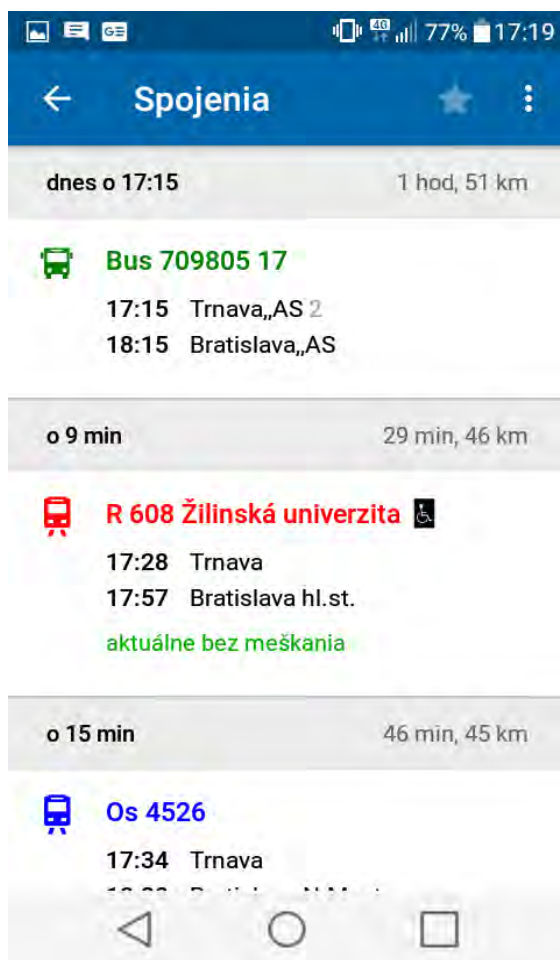 GE 4G 77% 17:19
Spojenia
dnes o 17:15 1 hod, 51 km
Bus 709805 17
17:15 Trnava,,AS 2
18:15 Bratislava,,AS
o 9 min 29 min, 46 km
R 608 Žilinská univerzita
17:28 Trnava
17:57 Bratislava hl.st.
aktuálne bez meškania
o 15 min 46 min, 45 km
Os 4526
17:34 Trnava